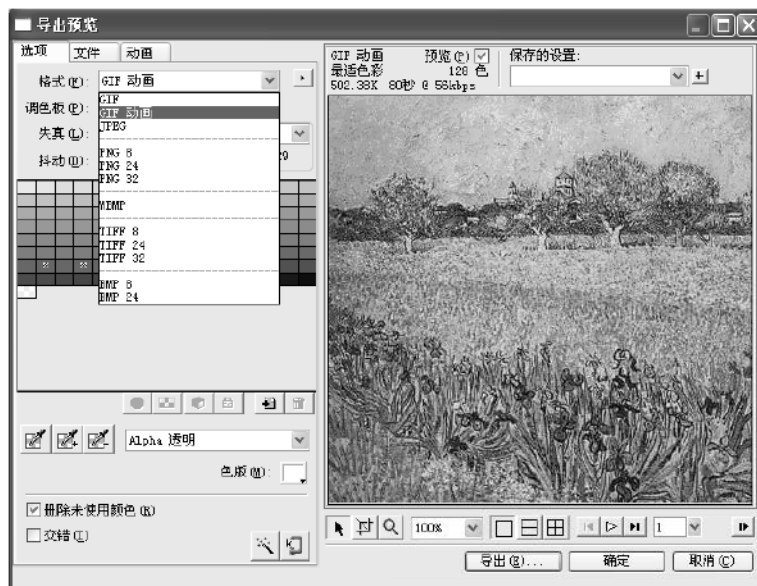 导出预览
选项 文件 动画
格式(F): GIF 动画
GIF
GIF 动画
JPEG
PNG 8
PNG 24
PNG 32
WBMP
TIFF 8
TIFF 24
TIFF 32
BMP 8
BMP 24
调色板(P):
失真(L):
抖动(D):
Alpha 透明
色版(M):
删除未使用颜色(R)
交错(I)
GIF 动画 预览(P)
最适色彩 128 色
502.38K 80秒 @ 56kbps
保存的设置:
100% 1
导出(E)... 确定 取消(C)